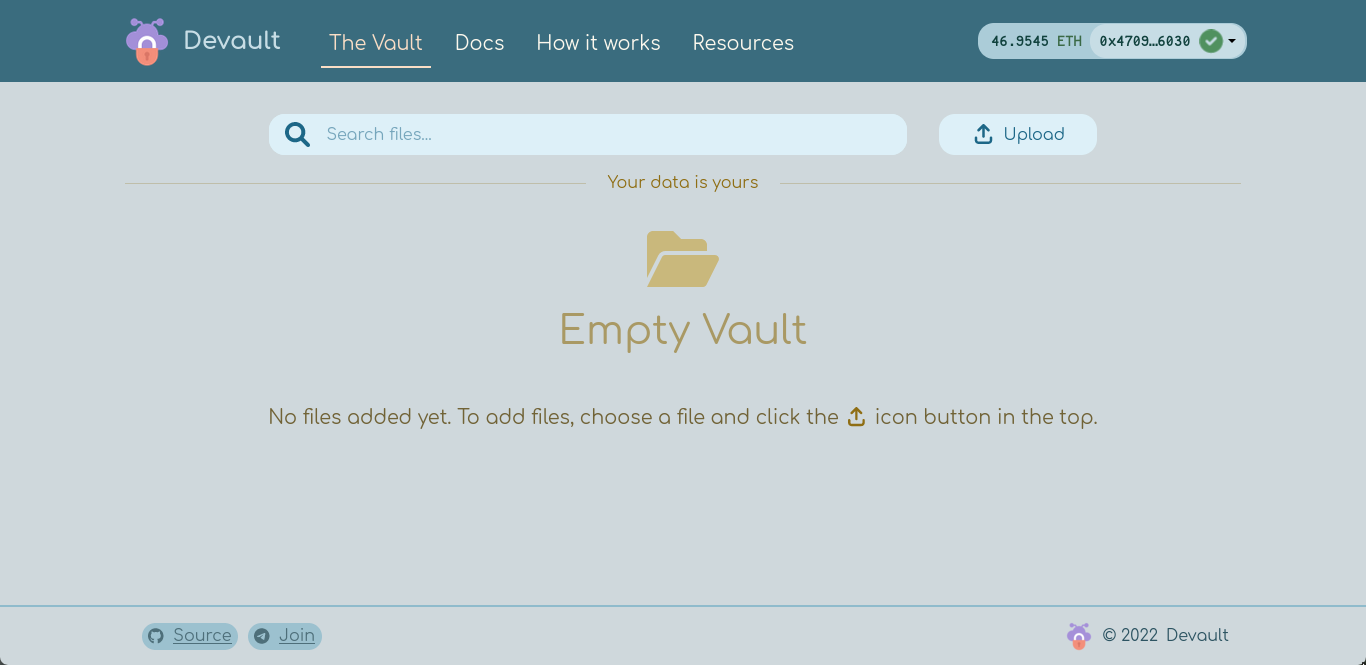 Devault
The Vault Docs How it works Resources
46.9545 ETH 0x4709…6030
Search files…
Upload
Your data is yours
Empty Vault
No files added yet. To add files, choose a file and click the icon button in the top.
Source Join
© 2022 Devault